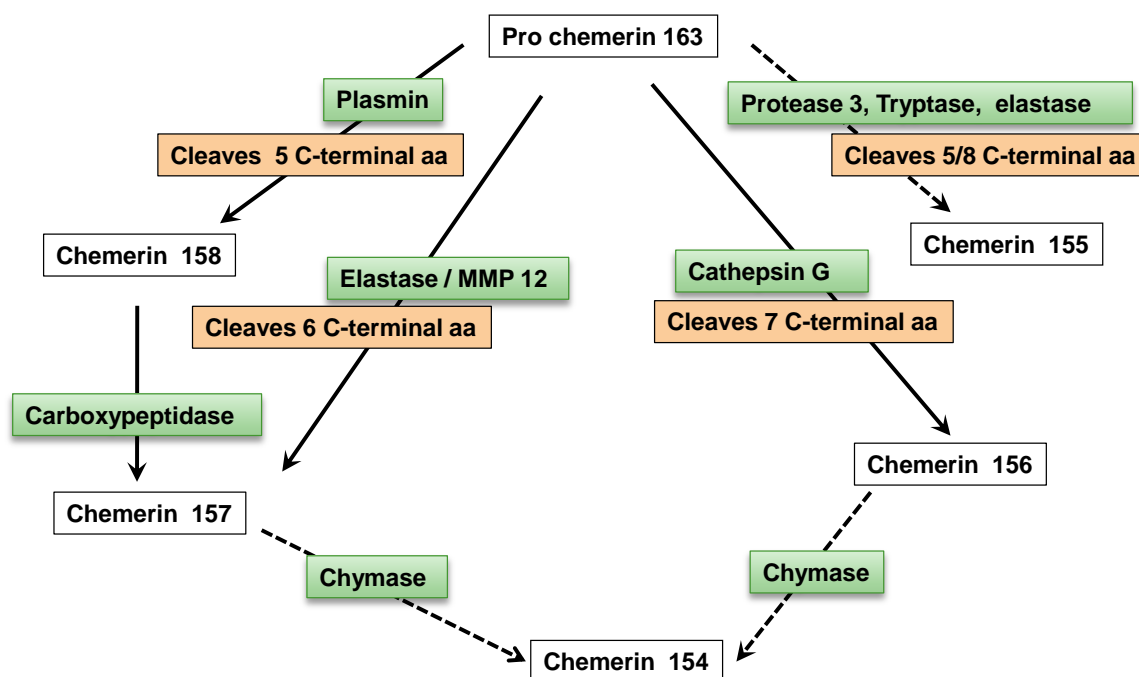 Pro chemerin 163
Plasmin
Protease 3, Tryptase, elastase
Cleaves 5 C-terminal aa
Cleaves 5/8 C-terminal aa
Chemerin 158
Chemerin 155
Elastase / MMP 12
Cathepsin G
Cleaves 6 C-terminal aa
Cleaves 7 C-terminal aa
Carboxypeptidase
Chemerin 156
Chemerin 157
Chymase
Chymase
Chemerin 154